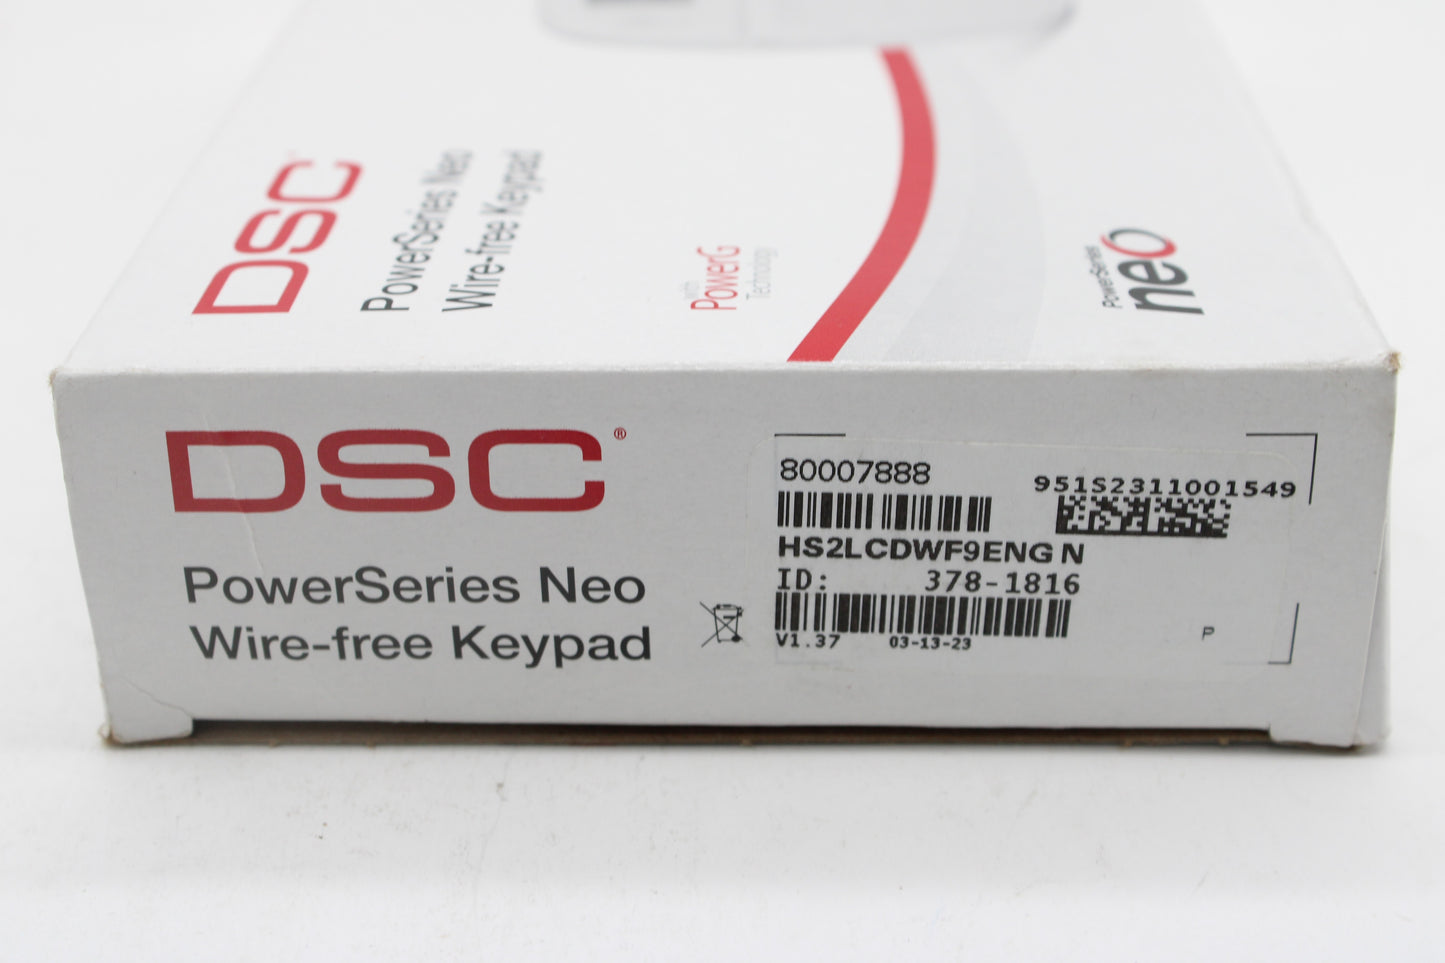 DSC
PowerSeries Neo
Wire-free Keypad
with
PowerG
Technology
PowerSeries
neo
DSC®
PowerSeries Neo
Wire-free Keypad
80007888
951S2311001549
HS2LCDWF9ENG N
ID: 378-1816
V1.37 03-13-23
P